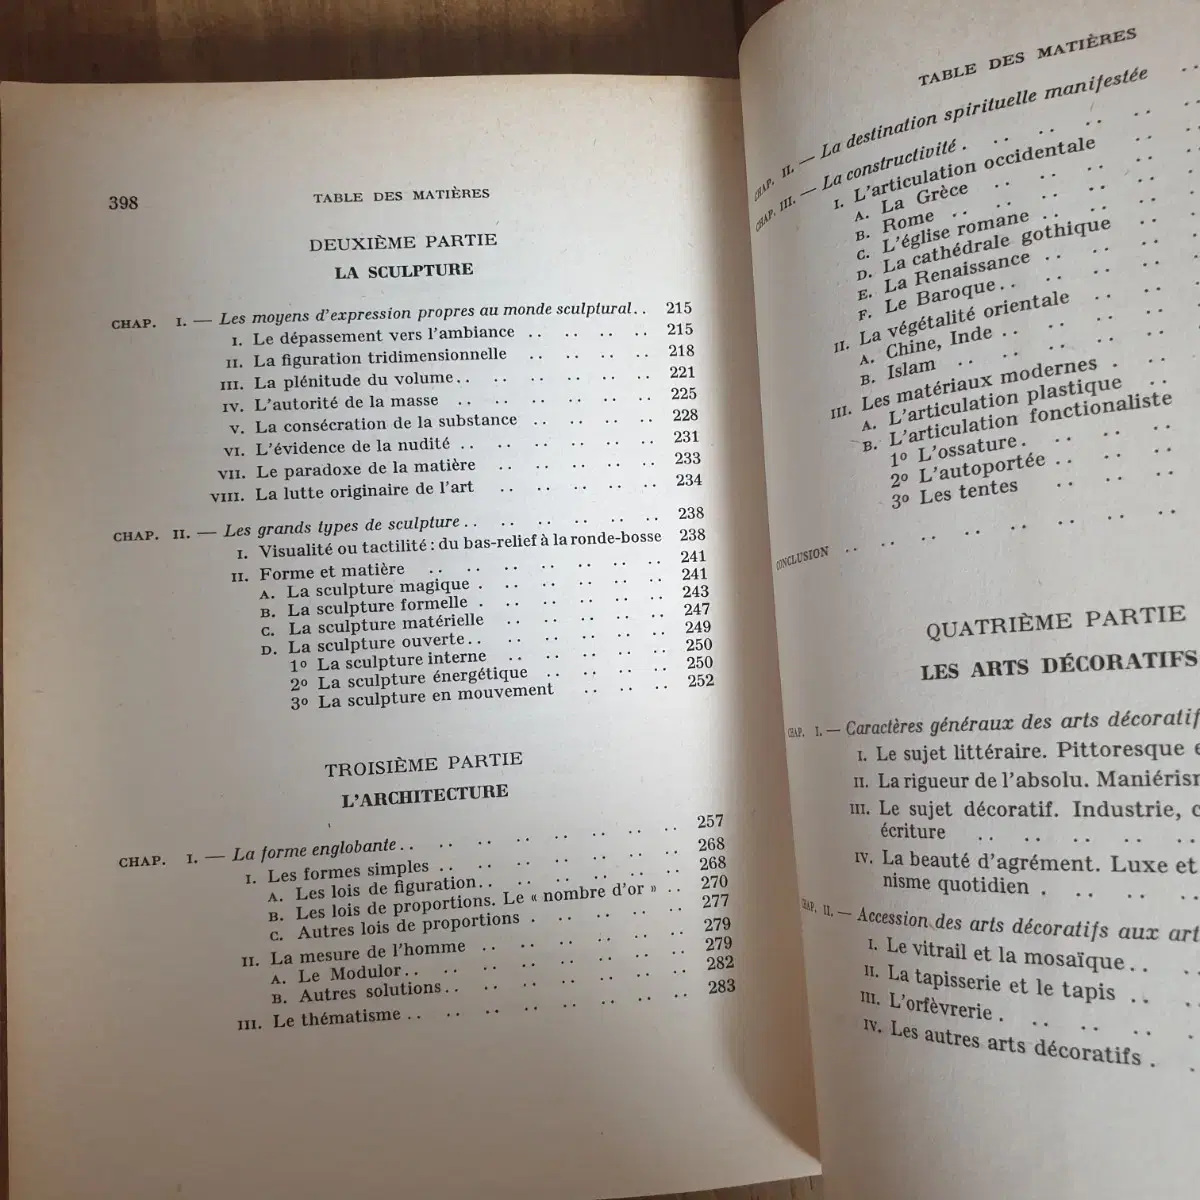 398
TABLE DES MATIÈRES
DEUXIÈME PARTIE
LA SCULPTURE
CHAP. I. — Les moyens d'expression propres au monde sculptural.. 215
I. Le dépassement vers l'ambiance .. .. .. .. 215
II. La figuration tridimensionnelle .. .. .. .. 218
III. La plénitude du volume.. .. .. .. .. .. 221
IV. L'autorité de la masse .. .. .. .. .. .. 225
V. La consécration de la substance .. .. .. .. 228
VI. L'évidence de la nudité .. .. .. .. .. .. 231
VII. Le paradoxe de la matière .. .. .. .. .. 233
VIII. La lutte originaire de l'art .. .. .. .. .. 234
CHAP. II. — Les grands types de sculpture.. .. .. .. .. .. 238
I. Visualité ou tactilité : du bas-relief à la ronde-bosse 238
II. Forme et matière .. .. .. .. .. .. .. 241
A. La sculpture magique . .. .. .. .. .. 241
B. La sculpture formelle . .. .. .. .. .. 243
C. La sculpture matérielle .. .. .. .. .. 247
D. La sculpture ouverte.. .. .. .. .. .. 249
1º La sculpture interne .. .. .. .. .. 250
2º La sculpture énergétique .. .. .. .. 250
3º La sculpture en mouvement .. .. .. 252
TROISIÈME PARTIE
L'ARCHITECTURE
CHAP. I. — La forme englobante.. .. .. .. .. .. .. .. 257
I. Les formes simples .. .. .. .. .. .. .. 268
A. Les lois de figuration.. .. .. .. .. .. 268
B. Les lois de proportions. Le « nombre d'or » .. 270
C. Autres lois de proportions . .. .. .. .. 277
II. La mesure de l'homme .. .. .. .. .. .. 279
A. Le Modulor.. .. .. .. .. .. .. .. 279
B. Autres solutions.. .. .. .. .. .. .. 282
III. Le thématisme .. .. .. .. .. .. .. .. 283
TABLE DES MATIÈRES
CHAP. II. — La destination spirituelle manifestée ..
CHAP. III. — La constructivité . .. .. .. .. ..
I. L'articulation occidentale ..
A. La Grèce .. .. .. .. ..
B. Rome .. .. .. .. .. ..
C. L'église romane .. .. .. ..
D. La cathédrale gothique ..
E. La Renaissance .. .. .. ..
F. Le Baroque.. .. .. .. ..
II. La végétalité orientale .. ..
A. Chine, Inde .. .. .. .. ..
B. Islam .. .. .. .. .. ..
III. Les matériaux modernes . ..
A. L'articulation plastique ..
B. L'articulation fonctionaliste
1º L'ossature. .. .. ..
2º L'autoportée .. .. .. ..
3º Les tentes .. .. ..
CONCLUSION .. .. .. .. .. .. .. ..
QUATRIÈME PARTIE
LES ARTS DÉCORATIFS
CHAP. I. — Caractères généraux des arts décoratif
I. Le sujet littéraire. Pittoresque
II. La rigueur de l'absolu. Maniéris
III. Le sujet décoratif. Industrie,
écriture .. .. .. .. ..
IV. La beauté d'agrément. Luxe et
nisme quotidien . .. .. ..
CHAP. II. — Accession des arts décoratifs aux art
I. Le vitrail et la mosaïque.. ..
II. La tapisserie et le tapis .. ..
III. L'orfèvrerie . .. .. .. ..
IV. Les autres arts décoratifs . ..